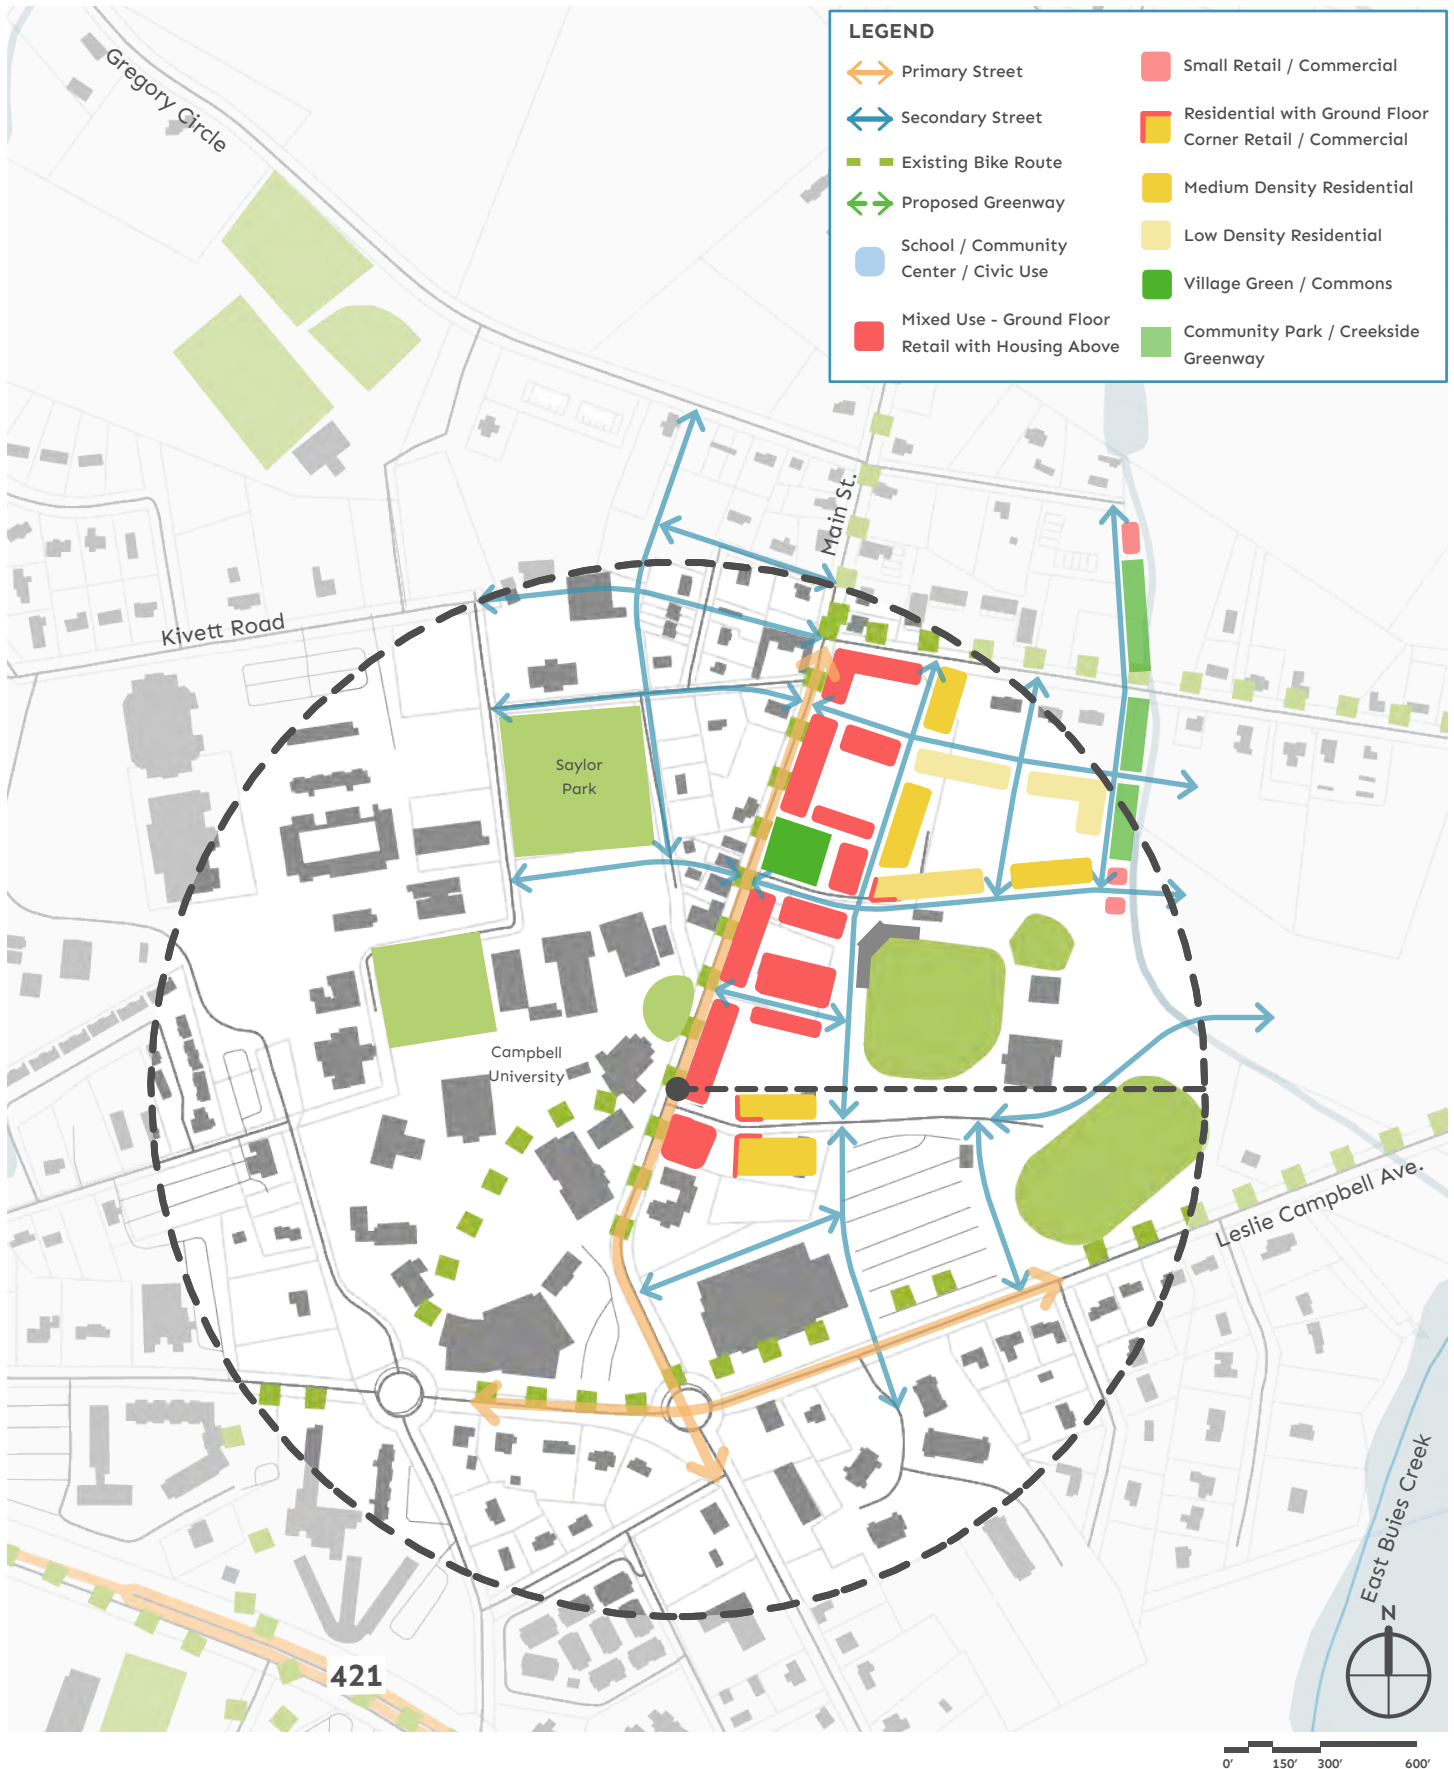 LEGEND
Primary Street
Secondary Street
Existing Bike Route
Proposed Greenway
School / Community
Center / Civic Use
Mixed Use - Ground Floor
Retail with Housing Above
Small Retail / Commercial
Residential with Ground Floor
Corner Retail / Commercial
Medium Density Residential
Low Density Residential
Village Green / Commons
Community Park / Creekside
Greenway
Gregory Circle
Main St.
Kivett Road
Saylor
Park
Campbell
University
Leslie Campbell Ave.
East Buies Creek
421
N
0'
150'
300'
600'